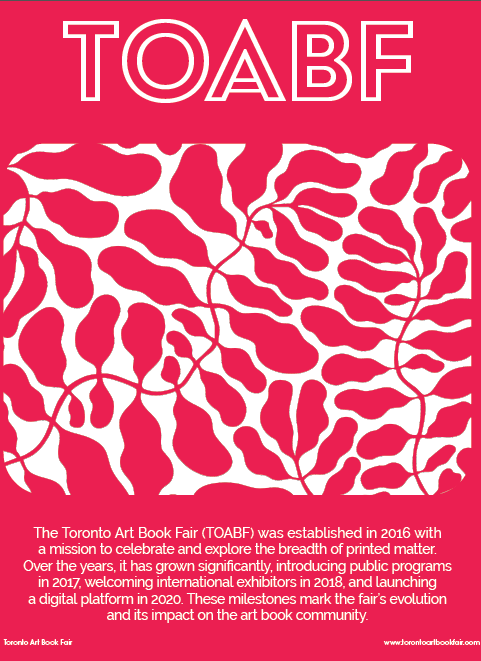 TOABF
The Toronto Art Book Fair (TOABF) was established in 2016 with
a mission to celebrate and explore the breadth of printed matter.
Over the years, it has grown significantly, introducing public programs
in 2017, welcoming international exhibitors in 2018, and launching
a digital platform in 2020. These milestones mark the fair's evolution
and its impact on the art book community.
Toronto Art Book Fair
www.torontoartbookfair.com